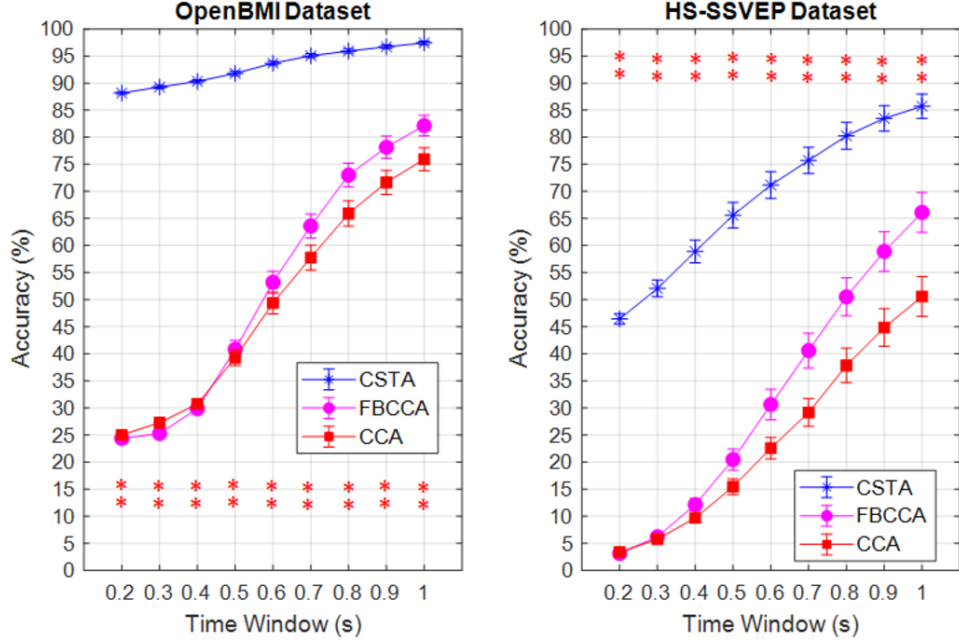 OpenBMI Dataset
Accuracy (%)
100
95
90
85
80
75
70
65
60
55
50
45
40
35
30
25
20
15
10
5
0
CSTA
FBCCA
CCA
* * * * * * * * *
* * * * * * * * *
0.2 0.3 0.4 0.5 0.6 0.7 0.8 0.9 1
Time Window (s)
HS-SSVEP Dataset
Accuracy (%)
100
95
90
85
80
75
70
65
60
55
50
45
40
35
30
25
20
15
10
5
0
* * * * * * * * *
* * * * * * * * *
CSTA
FBCCA
CCA
0.2 0.3 0.4 0.5 0.6 0.7 0.8 0.9 1
Time Window (s)